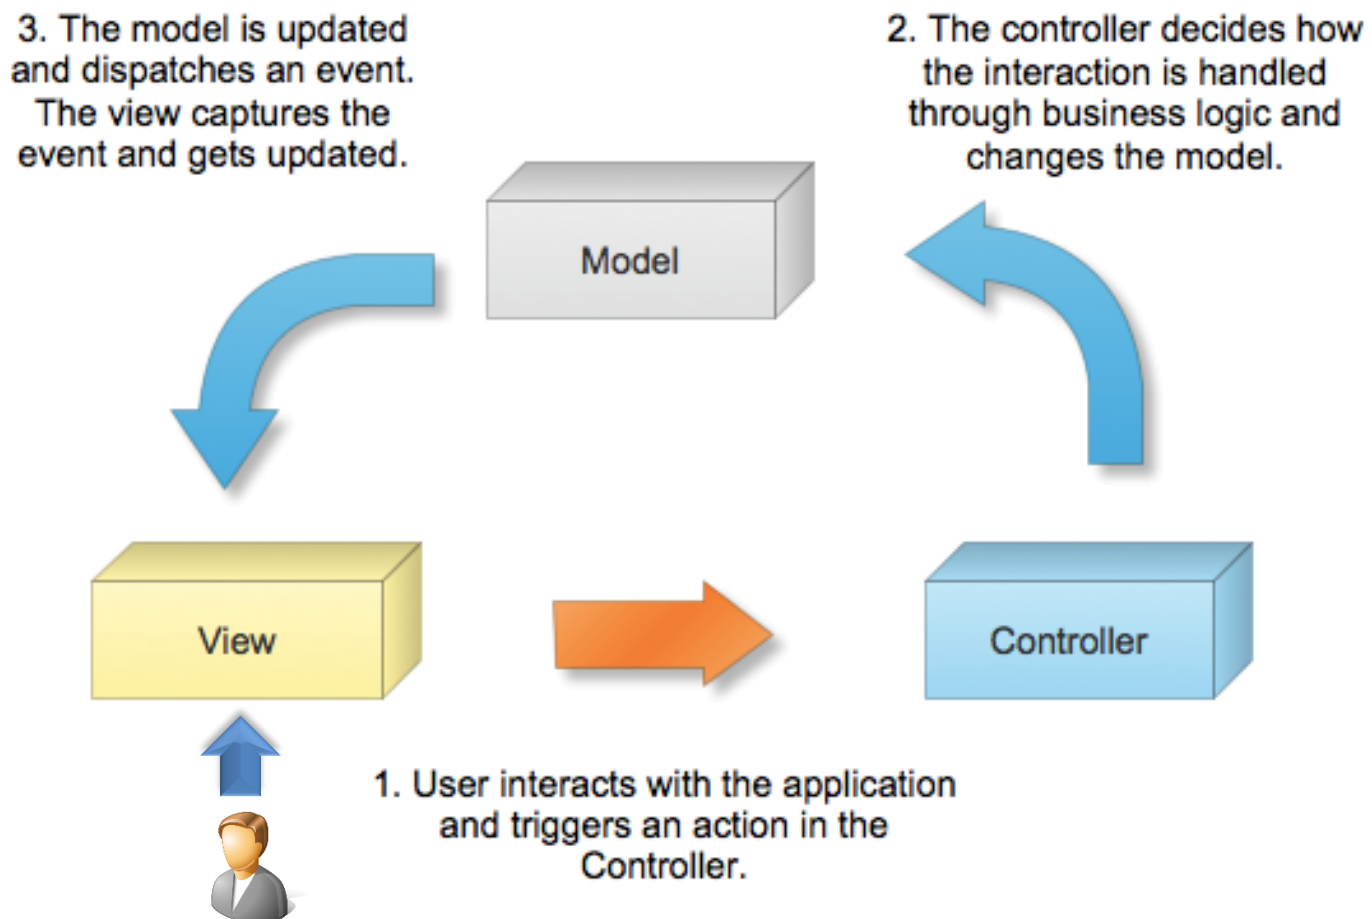 3. The model is updated
and dispatches an event.
The view captures the
event and gets updated.
2. The controller decides how
the interaction is handled
through business logic and
changes the model.
Model
View
Controller
1. User interacts with the application
and triggers an action in the
Controller.